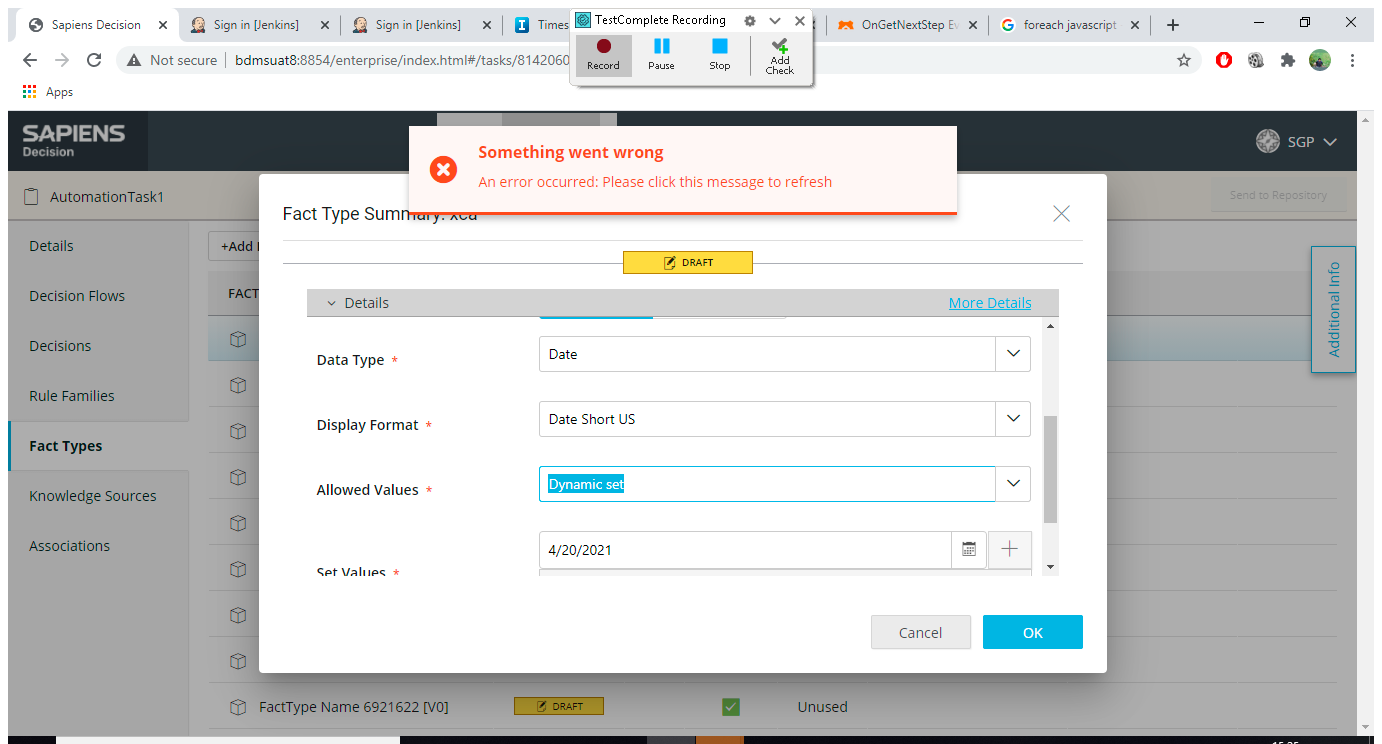 Sapiens Decision
Sign in [Jenkins]
Sign in [Jenkins]
Times
TestComplete Recording
OnGetNextStep Ev
foreach javascript
Record
Pause
Stop
Add
Check
Not secure
bdmsuat8:8854/enterprise/index.html#/tasks/8142060
Apps
SAPIENS
Decision
SGP
Something went wrong
An error occurred: Please click this message to refresh
AutomationTask1
Send to Repository
Fact Type Summary: xca
DRAFT
Details
Decision Flows
Decisions
Rule Families
Fact Types
Knowledge Sources
Associations
+Add
FACT
Details
More Details
Additional Info
Data Type *
Date
Display Format *
Date Short US
Allowed Values *
Dynamic set
Set Values *
4/20/2021
Cancel
OK
FactType Name 6921622 [V0]
DRAFT
Unused